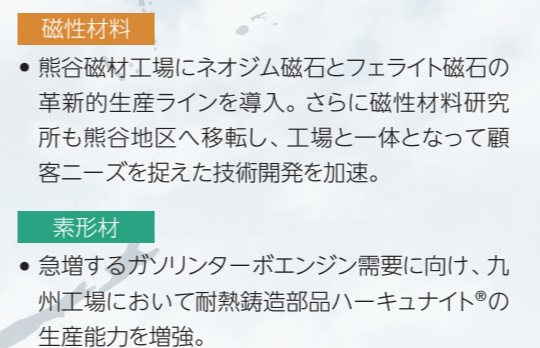 磁性材料
• 熊谷磁材工場にネオジム磁石とフェライト磁石の
革新的生産ラインを導入。さらに磁性材料研究
所も熊谷地区へ移転し、工場と一体となって顧
客ニーズを捉えた技術開発を加速。
素形材
• 急増するガソリンターボエンジン需要に向け、九
州工場において耐熱鋳造部品ハーキュナイト®の
生産能力を増強。